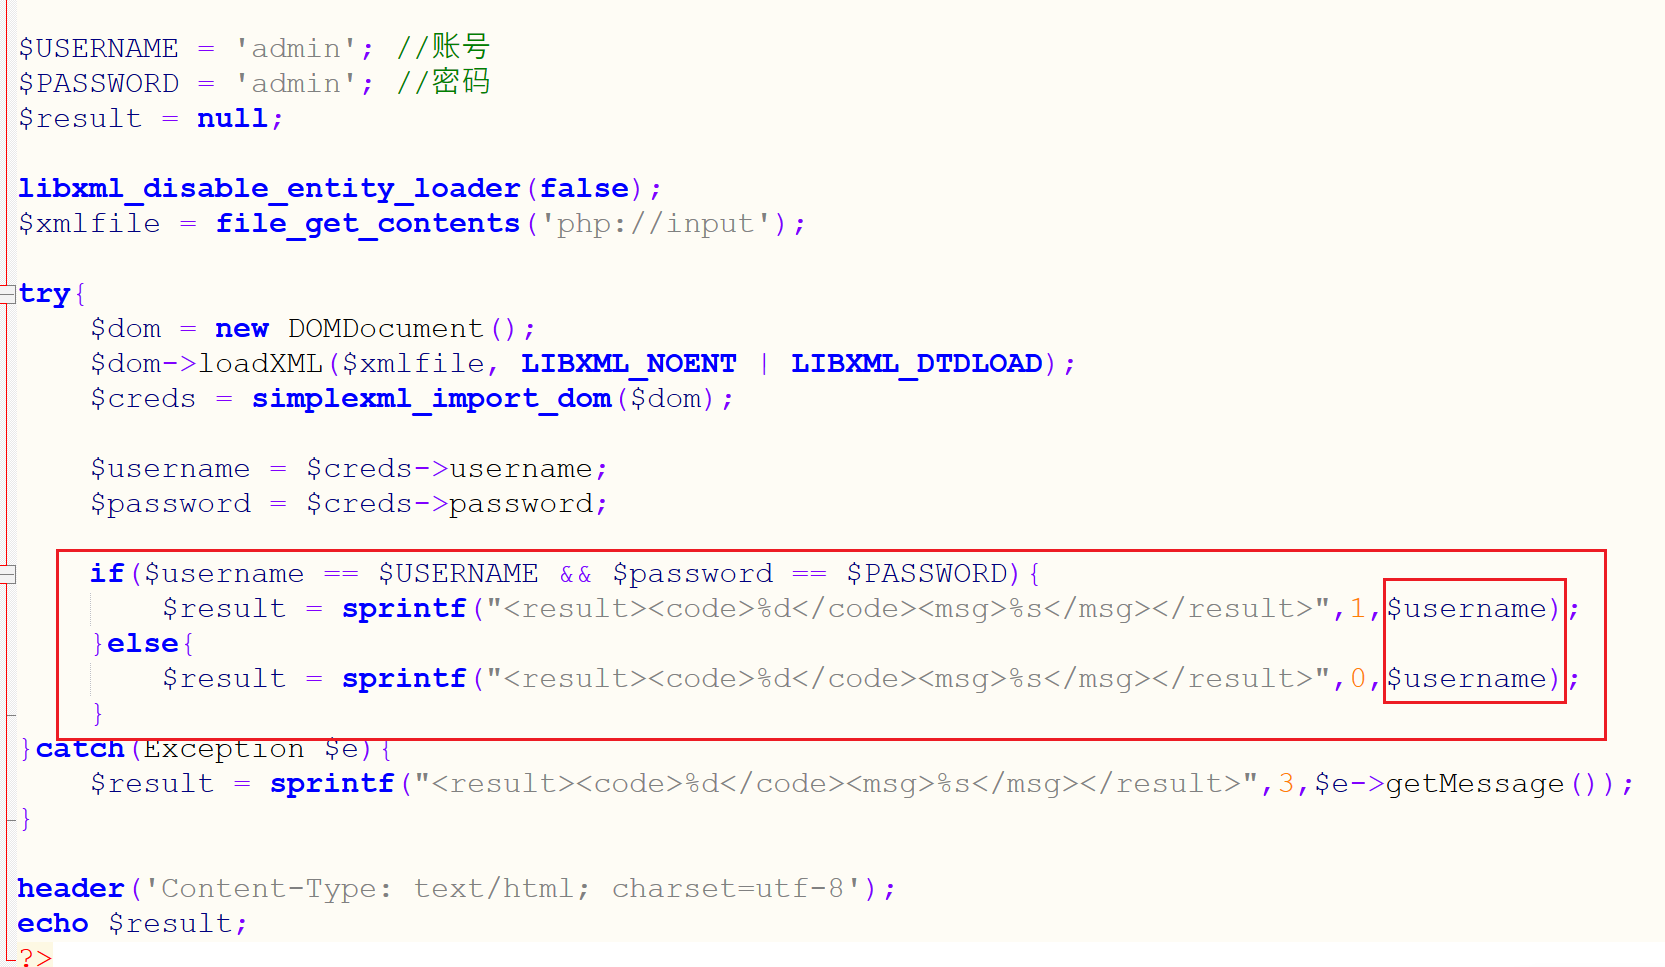 $USERNAME = 'admin'; //账号
$PASSWORD = 'admin'; //密码
$result = null;
libxml_disable_entity_loader(false);
$xmlfile = file_get_contents('php://input');
try{
    $dom = new DOMDocument();
    $dom->loadXML($xmlfile, LIBXML_NOENT | LIBXML_DTDLOAD);
    $creds = simplexml_import_dom($dom);
    $username = $creds->username;
    $password = $creds->password;
    if($username == $USERNAME && $password == $PASSWORD){
        $result = sprintf("<result><code>%d</code><msg>%s</msg></result>",1,$username);
    }else{
        $result = sprintf("<result><code>%d</code><msg>%s</msg></result>",0,$username);
    }
}catch(Exception $e){
    $result = sprintf("<result><code>%d</code><msg>%s</msg></result>",3,$e->getMessage());
}
header('Content-Type: text/html; charset=utf-8');
echo $result;
?>